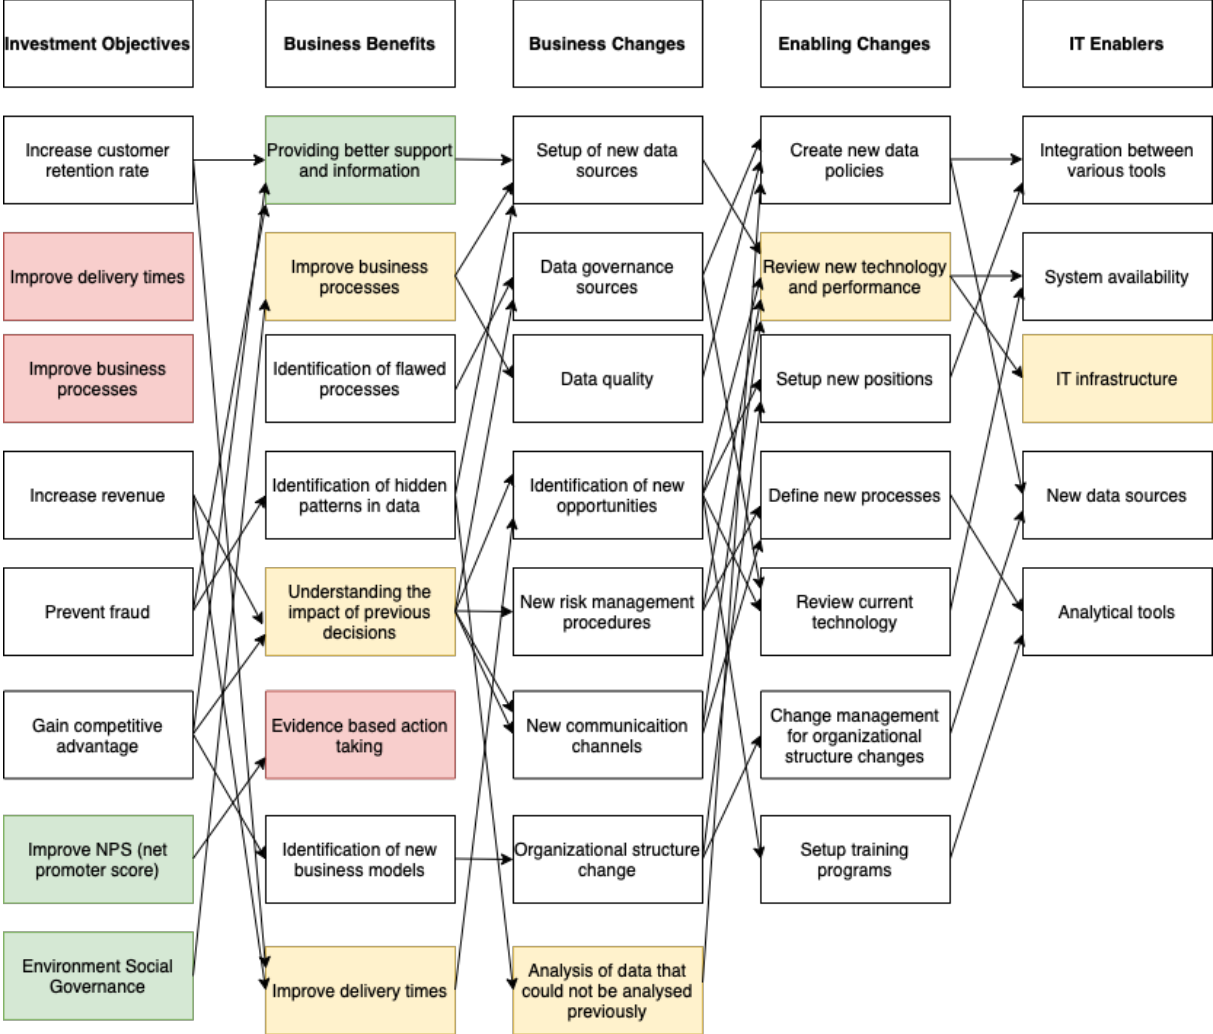 Investment Objectives
Business Benefits
Business Changes
Enabling Changes
IT Enablers
Increase customer
retention rate
Providing better support
and information
Setup of new data
sources
Create new data
policies
Integration between
various tools
Improve delivery times
Improve business
processes
Data governance
sources
Review new technology
and performance
System availability
Improve business
processes
Identification of flawed
processes
Data quality
Setup new positions
IT infrastructure
Increase revenue
Identification of hidden
patterns in data
Identification of new
opportunities
Define new processes
New data sources
Prevent fraud
Understanding the
impact of previous
decisions
New risk management
procedures
Review current
technology
Analytical tools
Gain competitive
advantage
Evidence based action
taking
New communicaition
channels
Change management
for organizational
structure changes
Improve NPS (net
promoter score)
Identification of new
business models
Organizational structure
change
Setup training
programs
Environment Social
Governance
Improve delivery times
Analysis of data that
could not be analysed
previously